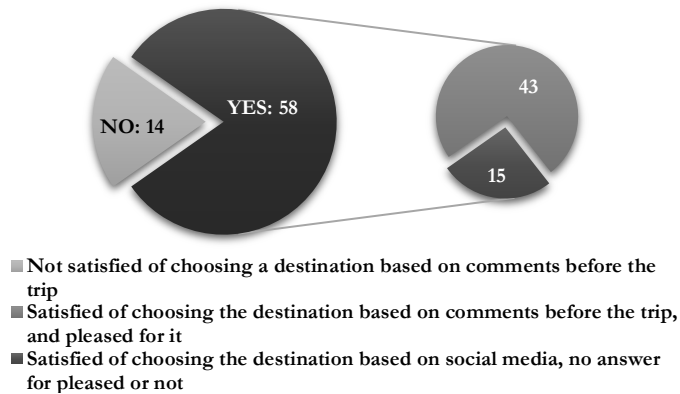 NO: 14
YES: 58
43
15
Not satisfied of choosing a destination based on comments before the
trip
Satisfied of choosing the destination based on comments before the trip,
and pleased for it
Satisfied of choosing the destination based on social media, no answer
for pleased or not